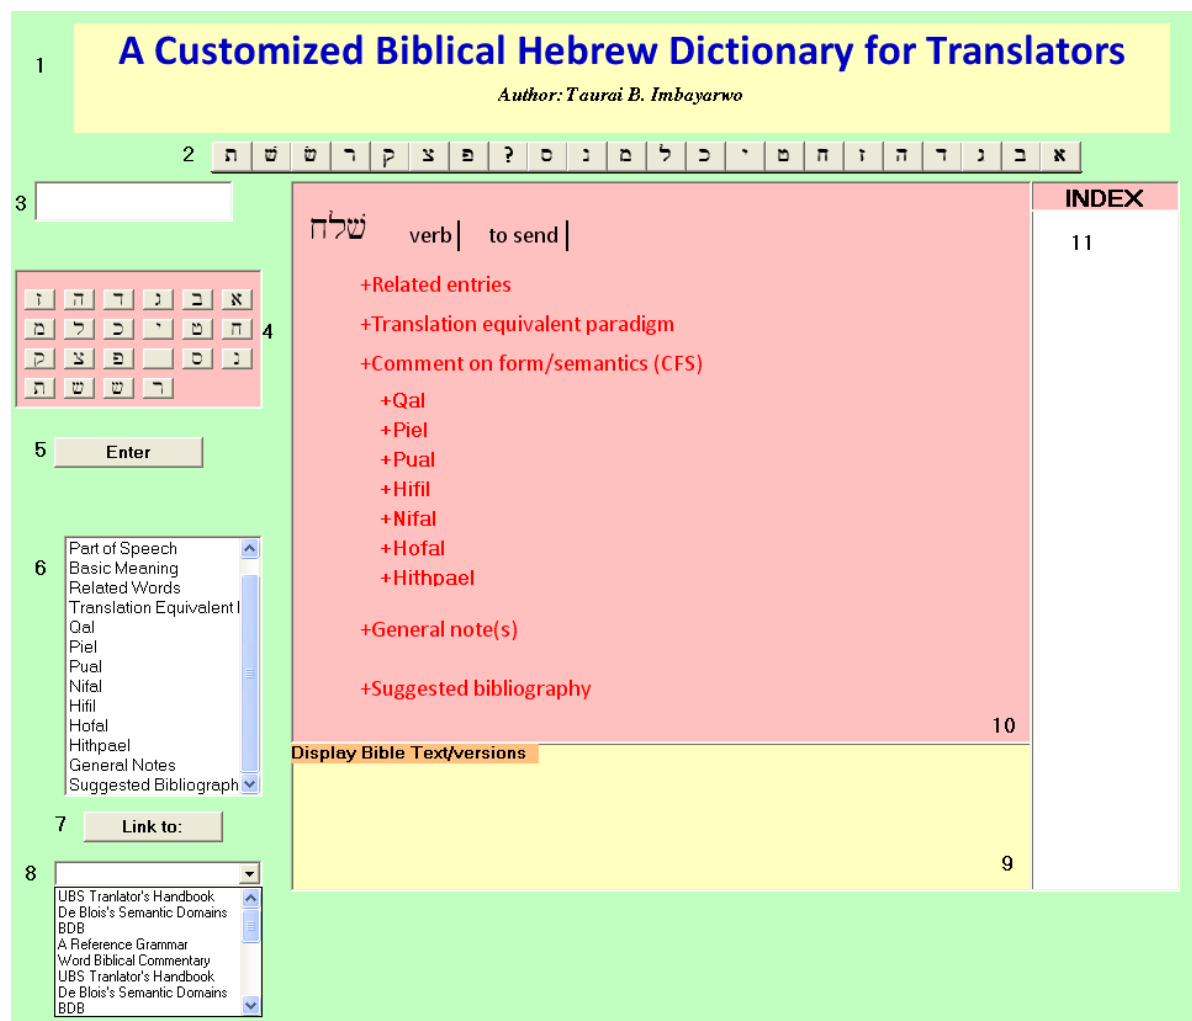 1
A Customized Biblical Hebrew Dictionary for Translators
Author: Taurai B. Imbayarwo
2
א ב ג ד ה ז ח ט י כ ל מ נ ס ? פ צ ק ר שׂ שׁ ת
3
א ב ג ד ה ז
ח ט י כ ל מ
נ ס פ צ ק
ר ש ש ת
4
5 Enter
6
Part of Speech
Basic Meaning
Related Words
Translation Equivalent
Qal
Piel
Pual
Nifal
Hifil
Hofal
Hithpael
General Notes
Suggested Bibliograph
7 Link to:
8
UBS Tranlator's Handbook
De Blois's Semantic Domains
BDB
A Reference Grammar
Word Biblical Commentary
UBS Tranlator's Handbook
De Blois's Semantic Domains
BDB
שׁלח verb| to send|
+Related entries
+Translation equivalent paradigm
+Comment on form/semantics (CFS)
+Qal
+Piel
+Pual
+Hifil
+Nifal
+Hofal
+Hithpael
+General note(s)
+Suggested bibliography
10
Display Bible Text/versions
9
INDEX
11